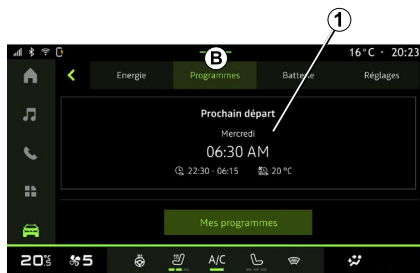 1
16°C · 20:23
B
Energie Programmes Batterie Réglages
Prochain départ
Mercredi
06:30 AM
22:30 - 06:15 20 °C
Mes programmes
20 5 A/C